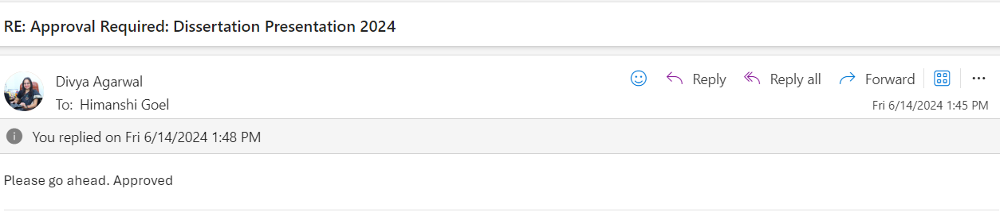 RE: Approval Required: Dissertation Presentation 2024
Divya Agarwal
To: Himanshi Goel
Reply
Reply all
Forward
Fri 6/14/2024 1:45 PM
You replied on Fri 6/14/2024 1:48 PM
Please go ahead. Approved